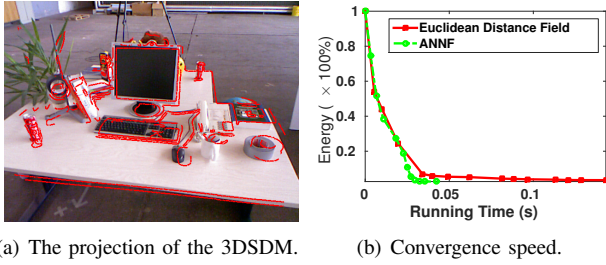 1
0.8
0.6
0.4
0.2
Energy ( × 100%)
Euclidean Distance Field
ANNF
0 0.05 0.1
Running Time (s)
(a) The projection of the 3DSDM. (b) Convergence speed.